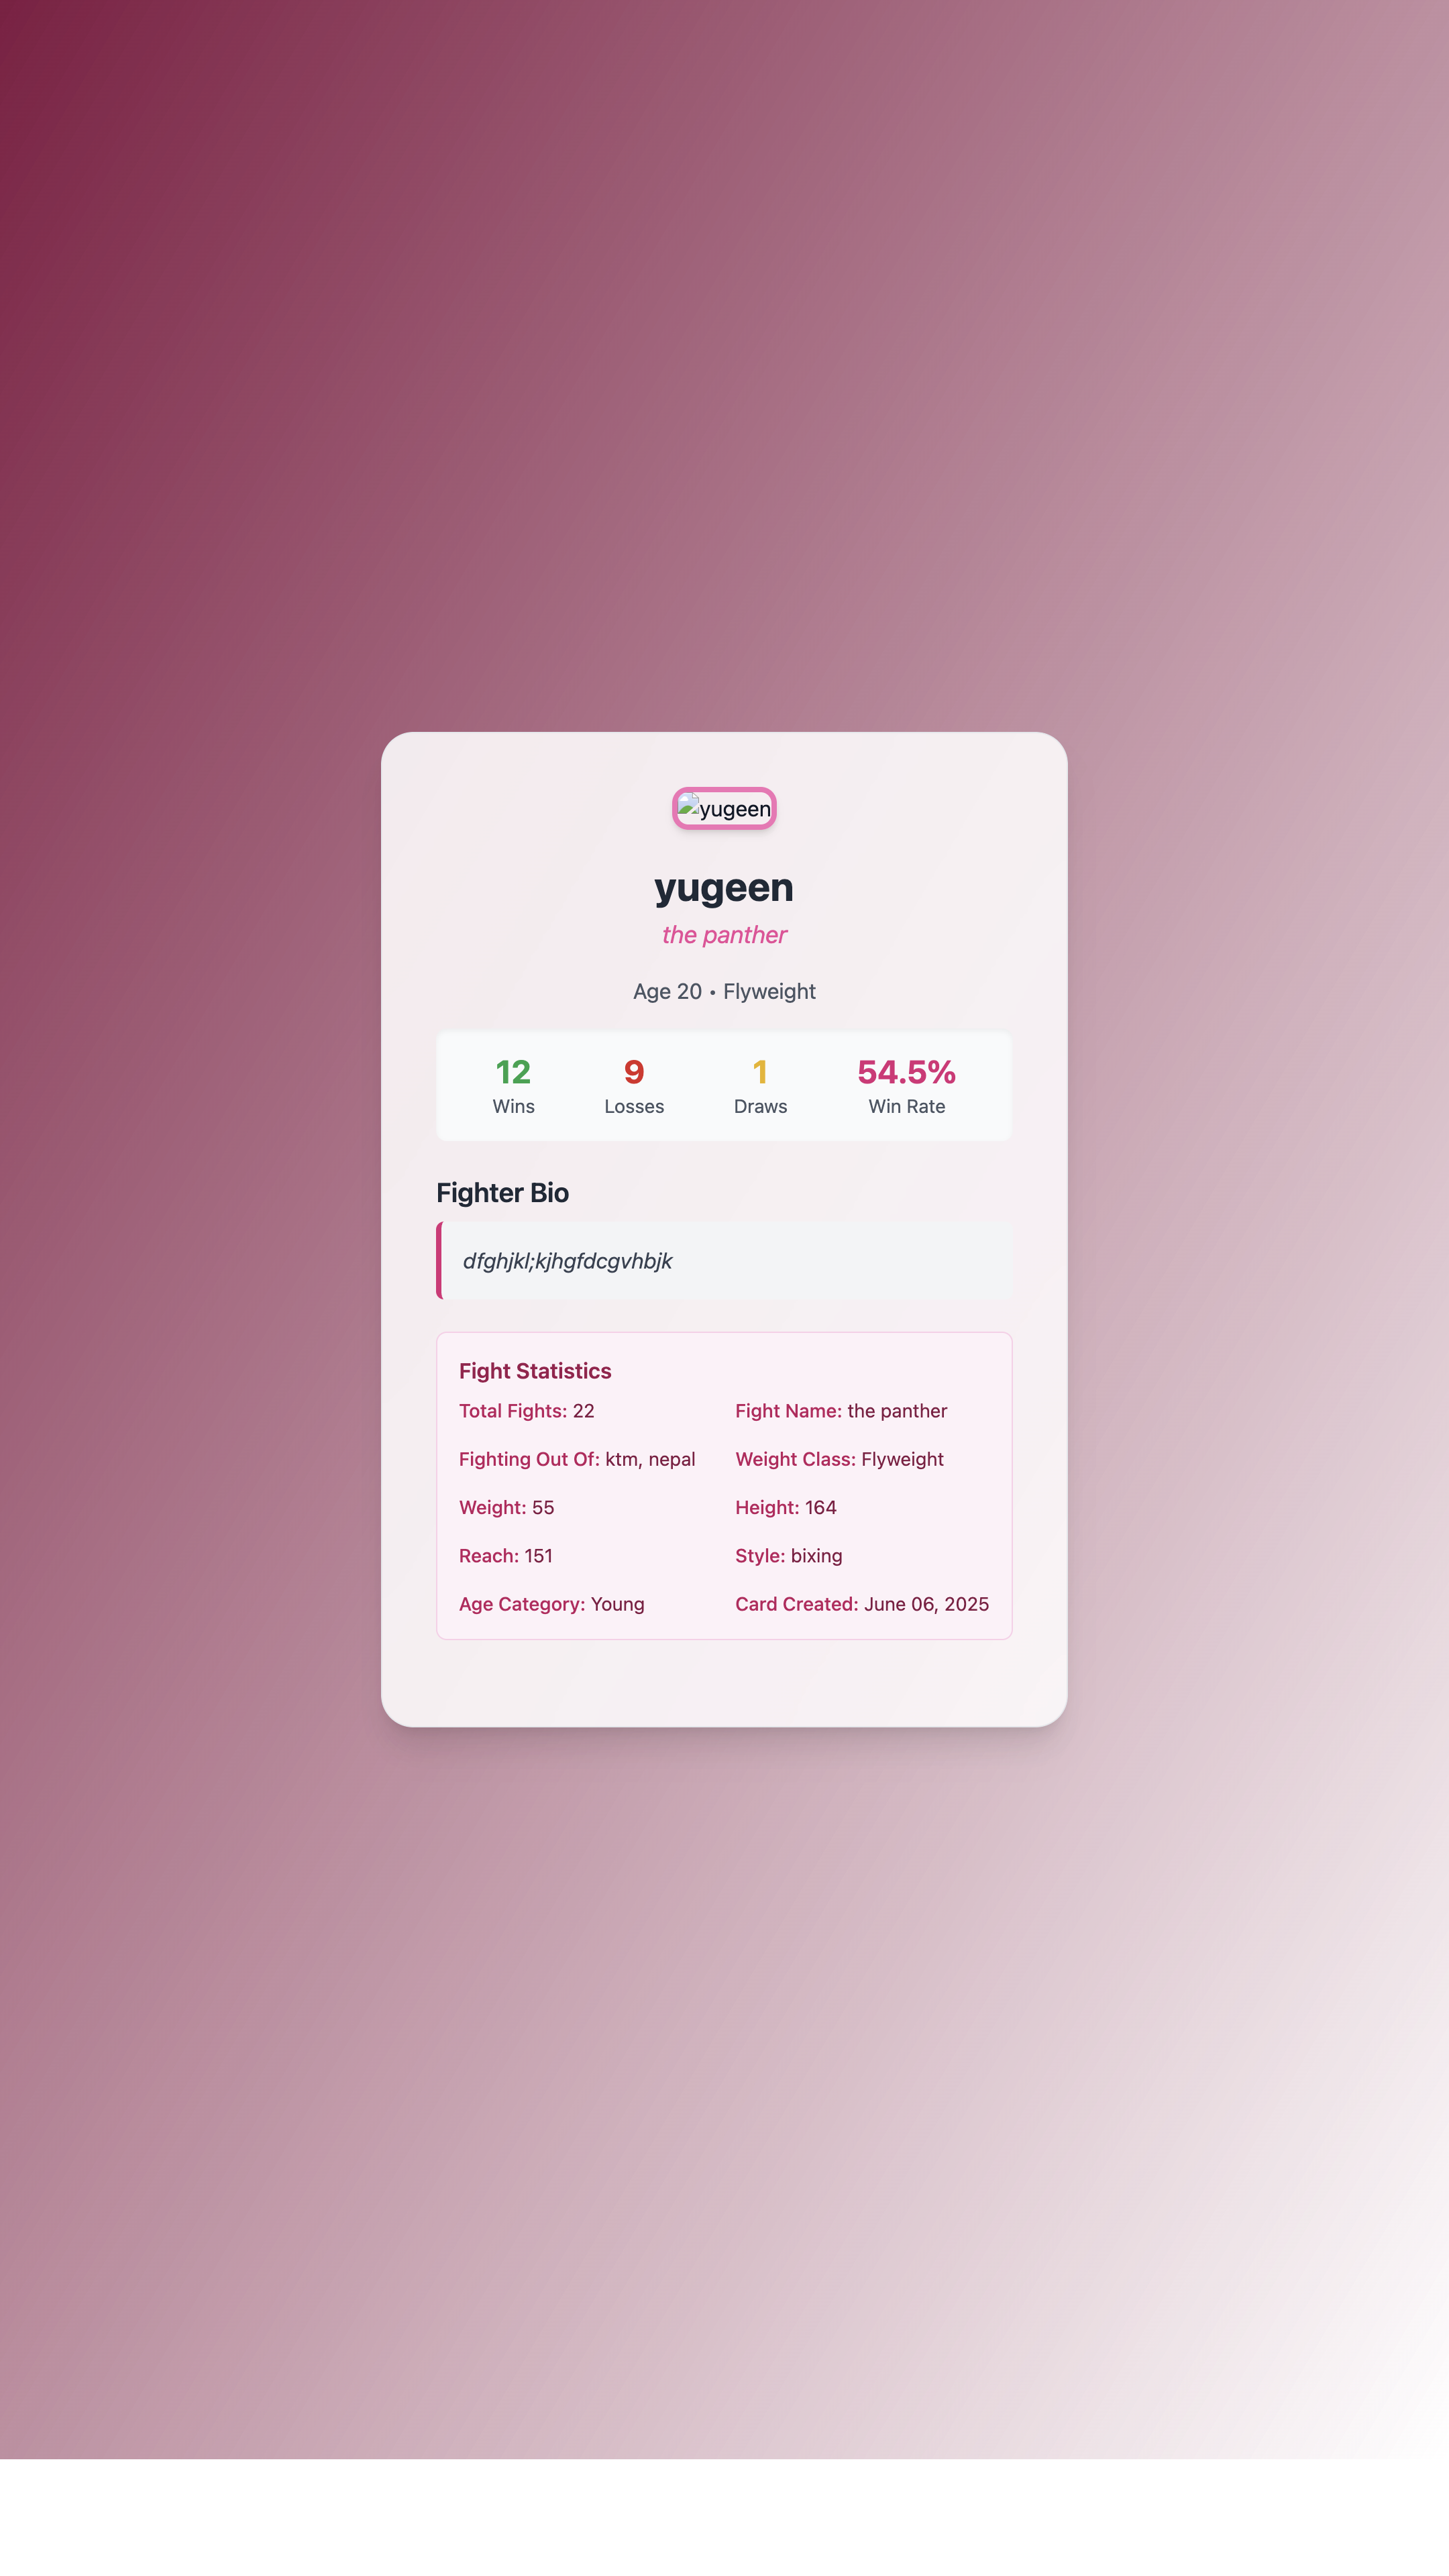 yugeen
yugeen
the panther
Age 20 • Flyweight
12 9 1 54.5%
Wins Losses Draws Win Rate
Fighter Bio
dfghjkl;kjhgfdcgvhbjk
Fight Statistics
Total Fights: 22 Fight Name: the panther
Fighting Out Of: ktm, nepal Weight Class: Flyweight
Weight: 55 Height: 164
Reach: 151 Style: bixing
Age Category: Young Card Created: June 06, 2025